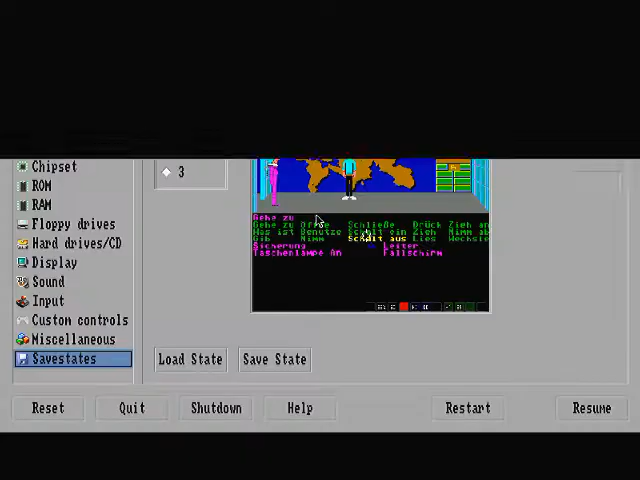 Chipset
3
ROM
RAM
Floppy drives
Hard drives/CD
Display
Sound
Input
Custom controls
Miscellaneous
Savestates
Gehe zu
Gehe zu Öffne Schließe Drück Zieh an
Was ist Benutze Schalt ein Zieh Nimm ab
Gib Nimm Schalt aus Lies Wechsle
Sicherung Leiter
Taschenlampe An Fallschirm
Load State Save State
Reset Quit Shutdown Help Restart Resume